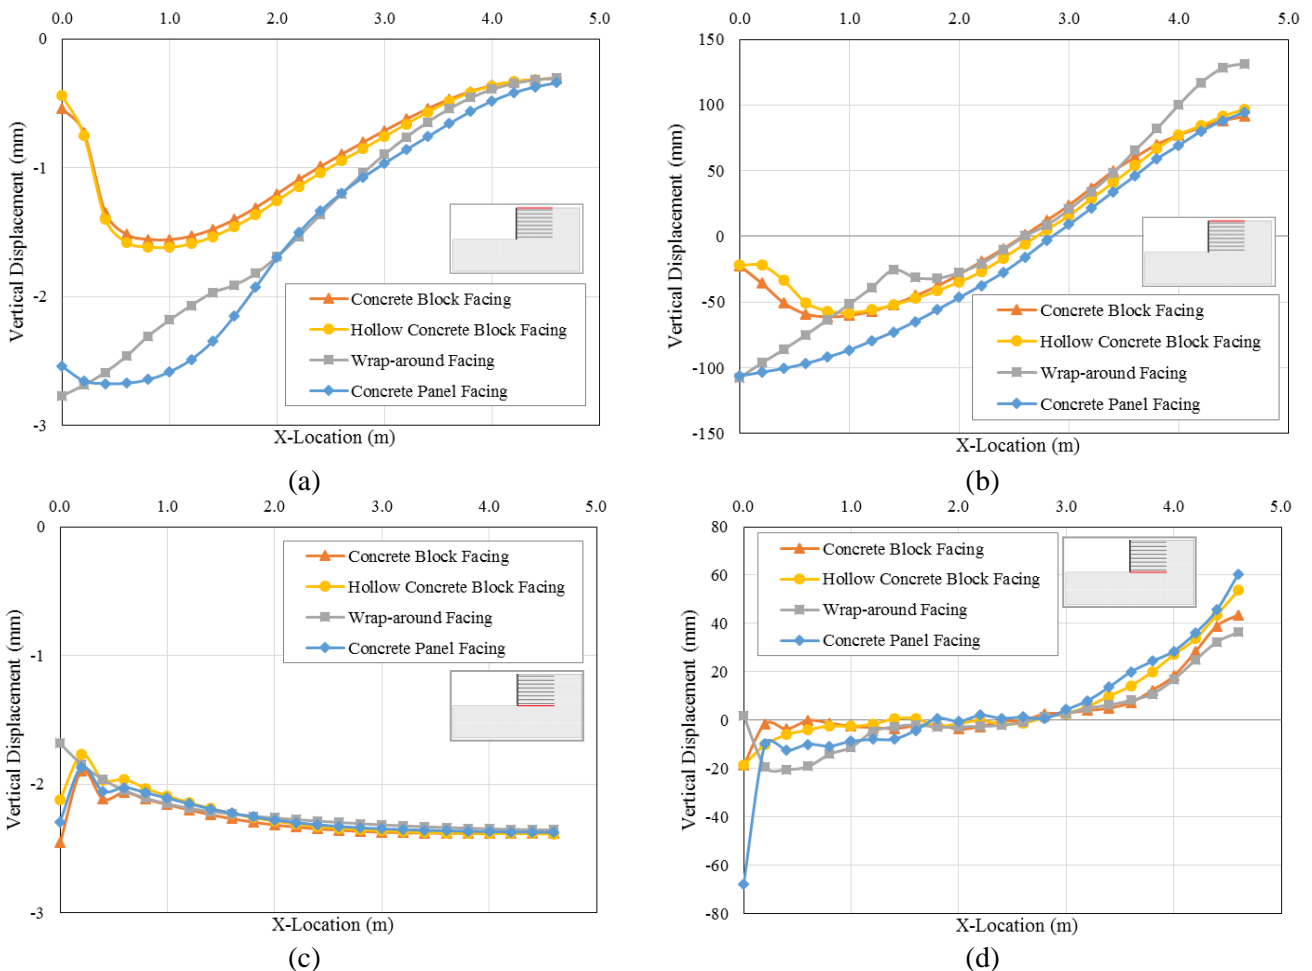 0.0 1.0 2.0 3.0 4.0 5.0
0
-1
-2
-3
Vertical Displacement (mm)
Concrete Block Facing
Hollow Concrete Block Facing
Wrap-around Facing
Concrete Panel Facing
X-Location (m)
(a)
0.0 1.0 2.0 3.0 4.0 5.0
150
100
50
0
-50
-100
-150
Vertical Displacement (mm)
Concrete Block Facing
Hollow Concrete Block Facing
Wrap-around Facing
Concrete Panel Facing
X-Location (m)
(b)
0.0 1.0 2.0 3.0 4.0 5.0
0
-1
-2
-3
Vertical Displacement (mm)
Concrete Block Facing
Hollow Concrete Block Facing
Wrap-around Facing
Concrete Panel Facing
X-Location (m)
(c)
0.0 1.0 2.0 3.0 4.0 5.0
80
60
40
20
0
-20
-40
-60
-80
Vertical Displacement (mm)
Concrete Block Facing
Hollow Concrete Block Facing
Wrap-around Facing
Concrete Panel Facing
X-Location (m)
(d)